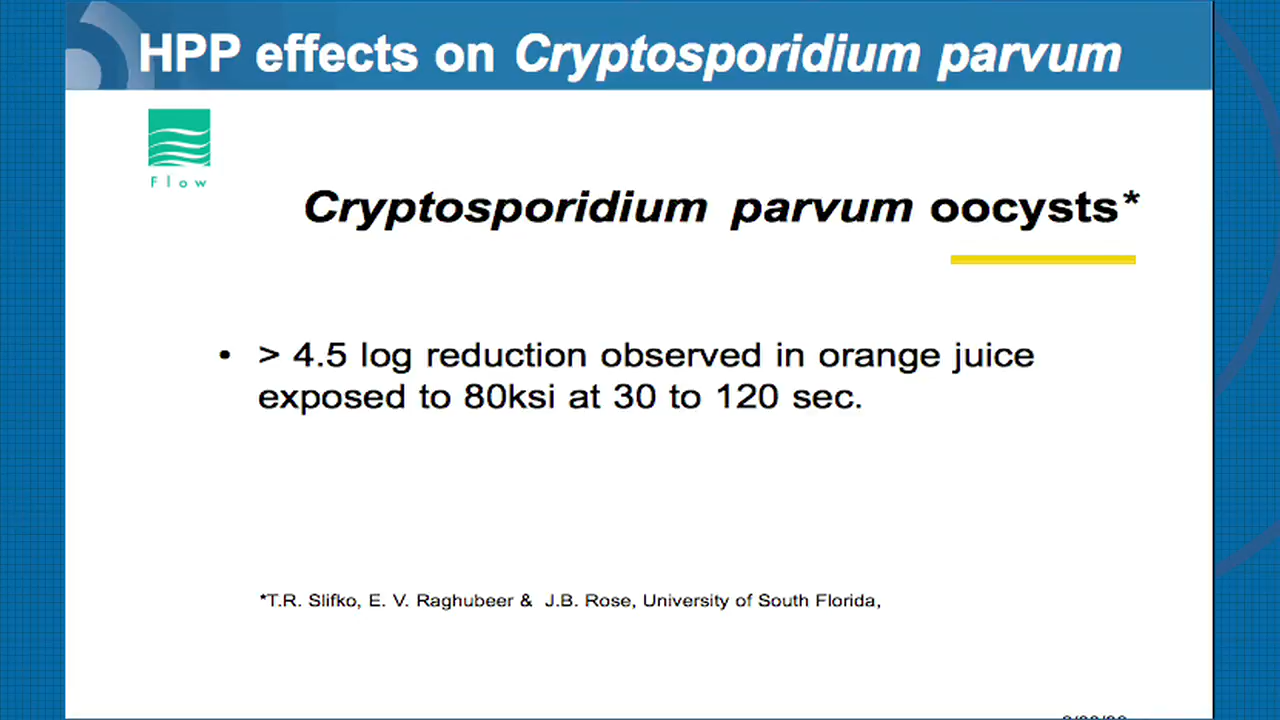 HPP effects on Cryptosporidium parvum
Flow
Cryptosporidium parvum oocysts*
• > 4.5 log reduction observed in orange juice
exposed to 80ksi at 30 to 120 sec.
*T.R. Slifko, E. V. Raghubeer & J.B. Rose, University of South Florida,